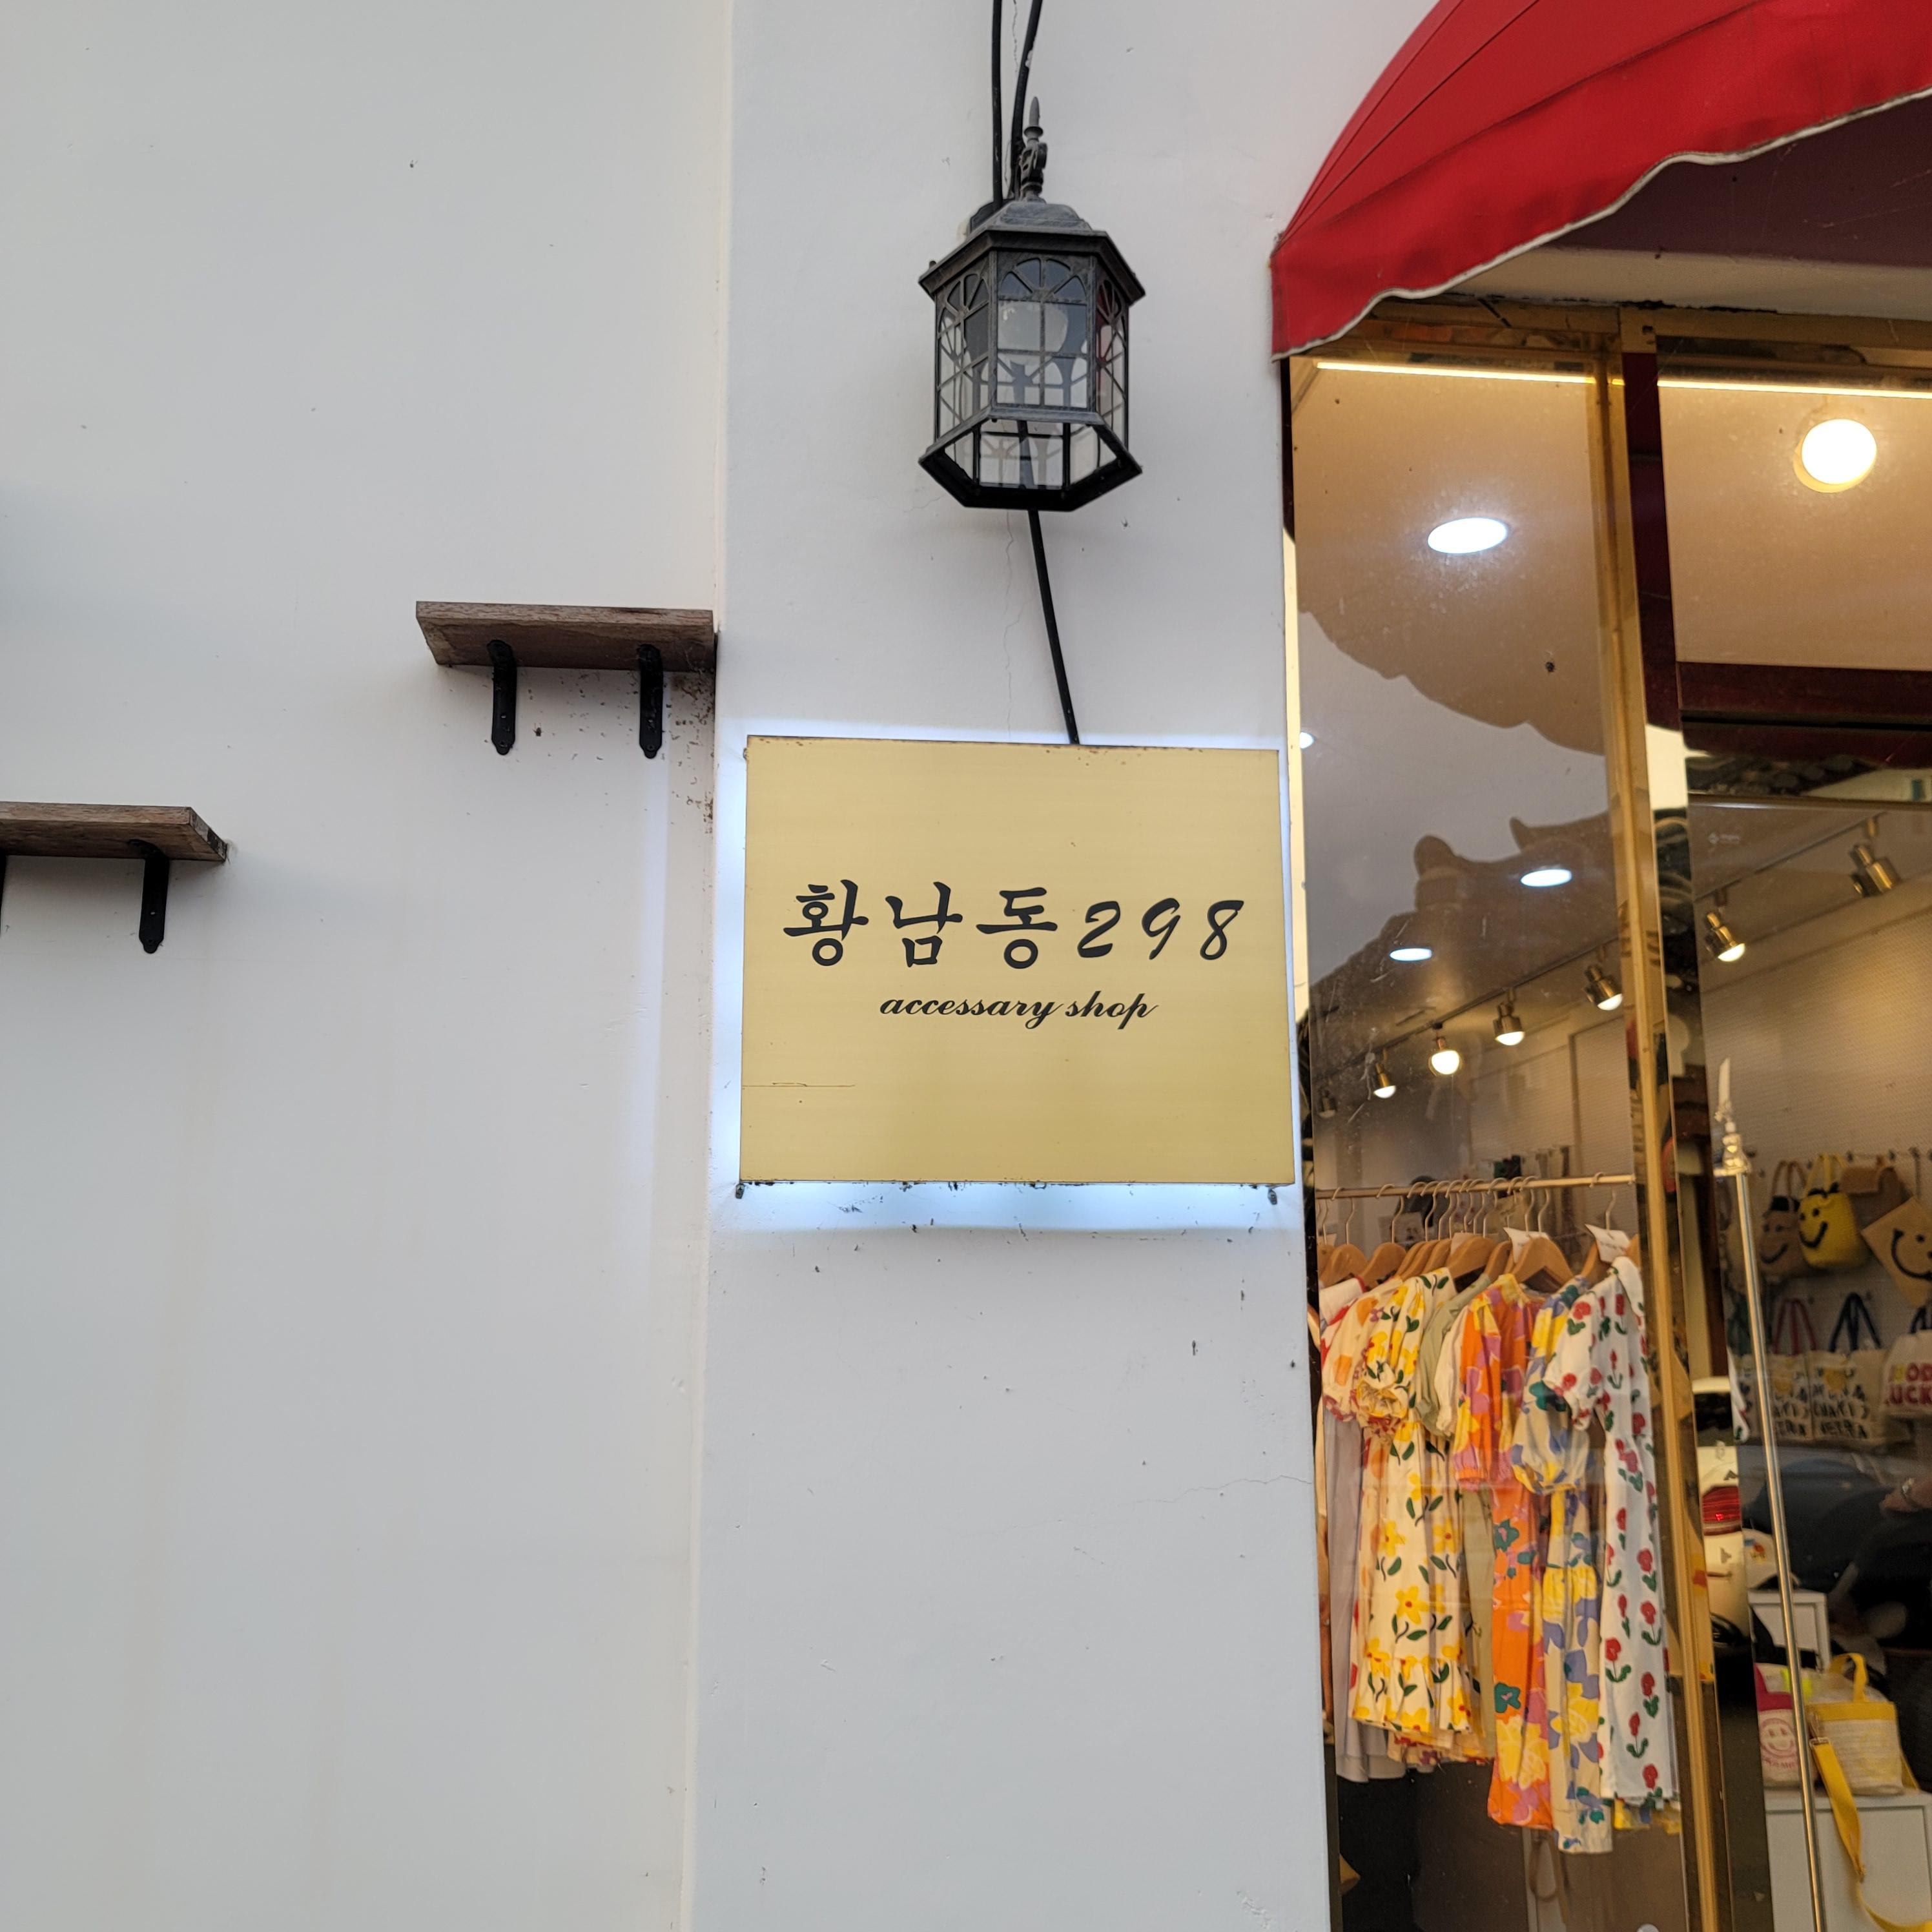 황남동298
accessary shop